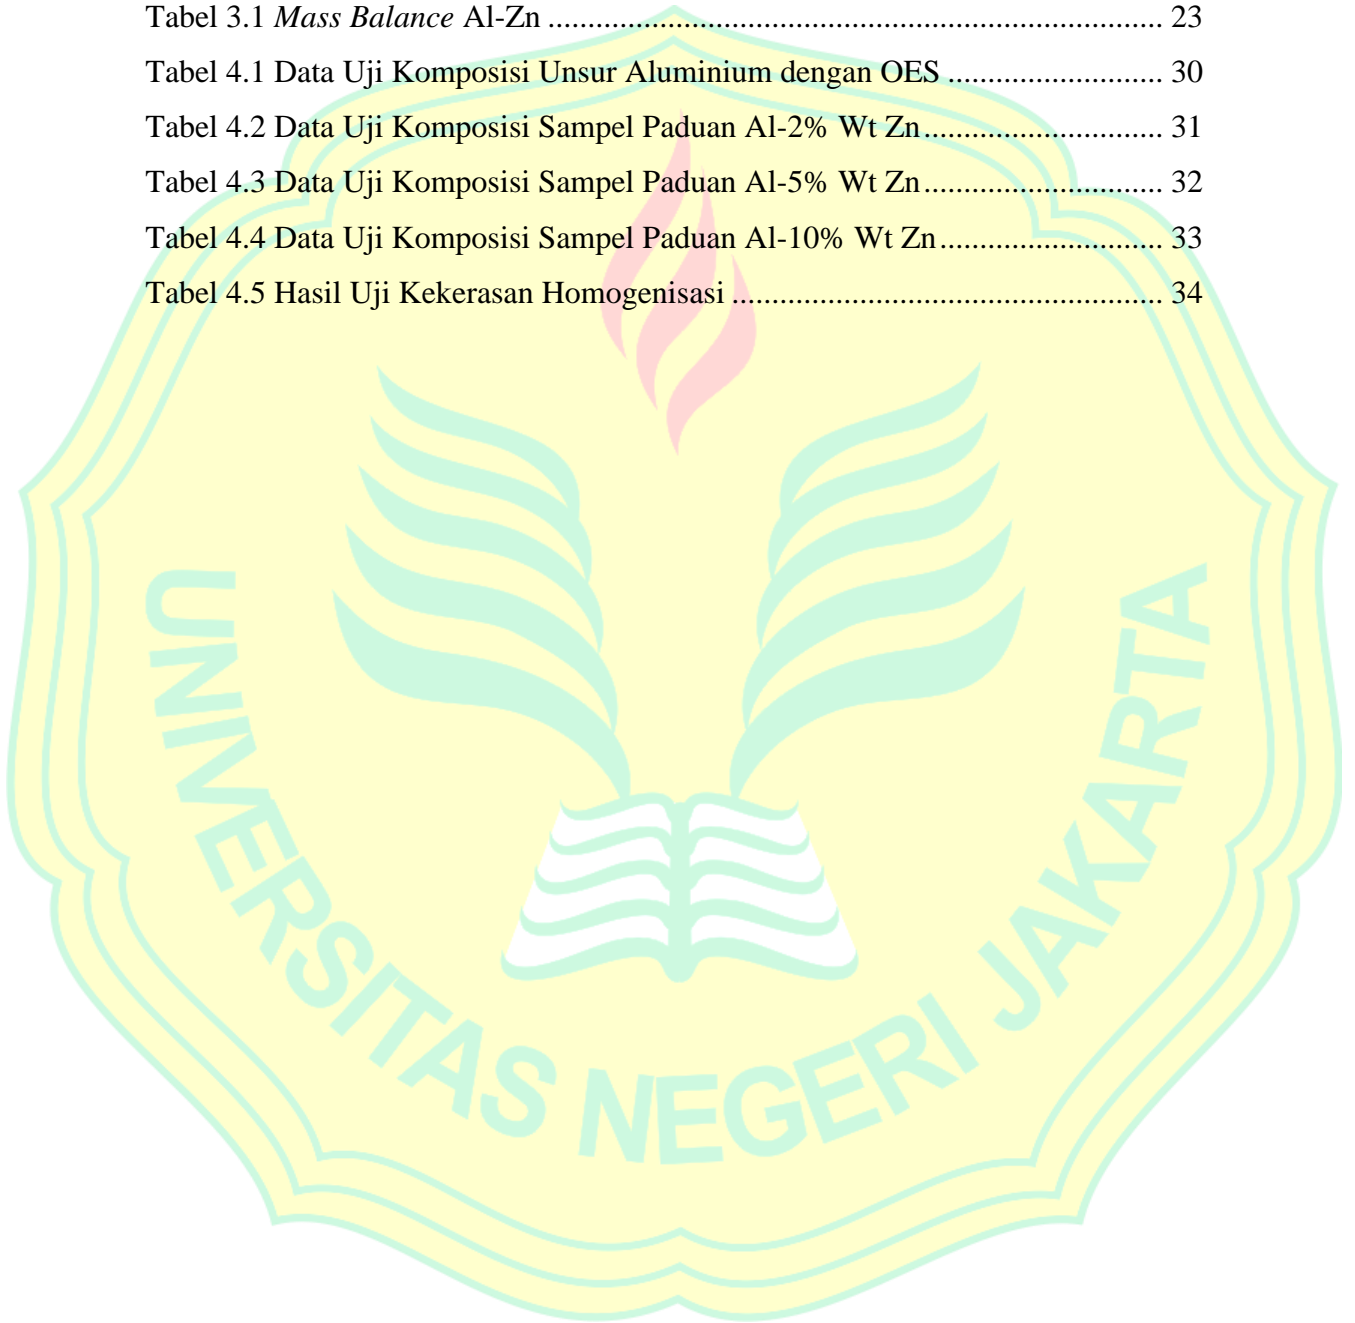 Tabel 3.1 Mass Balance Al-Zn ............................................................................ 23
Tabel 4.1 Data Uji Komposisi Unsur Aluminium dengan OES ........................... 30
Tabel 4.2 Data Uji Komposisi Sampel Paduan Al-2% Wt Zn.............................. 31
Tabel 4.3 Data Uji Komposisi Sampel Paduan Al-5% Wt Zn.............................. 32
Tabel 4.4 Data Uji Komposisi Sampel Paduan Al-10% Wt Zn............................ 33
Tabel 4.5 Hasil Uji Kekerasan Homogenisasi ..................................................... 34
UNIVERSITAS NEGERI JAKARTA